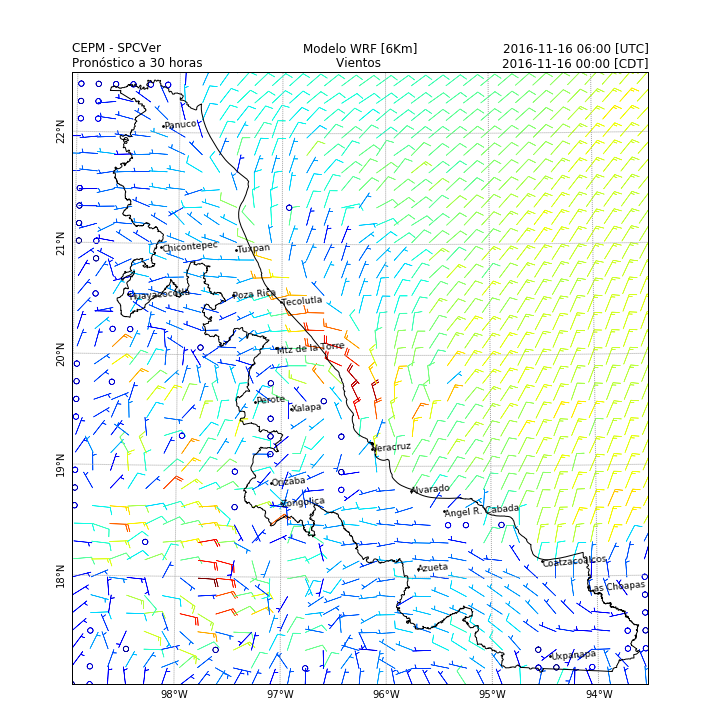 CEPM - SPCVer Modelo WRF [6Km] 2016-11-16 06:00 [UTC]
Pronóstico a 30 horas Vientos 2016-11-16 00:00 [CDT]
22°N
Panuco
21°N
Chicontepec
Tuxpan
Huayacocotla
Poza Rica
Tecolutla
20°N
Mtz de la Torre
Perote
Xalapa
Veracruz
19°N
Orizaba
Alvarado
Zongolica
Angel R. Cabada
18°N
Azueta
Coatzacoalcos
Las Choapas
Uxpanapa
98°W 97°W 96°W 95°W 94°W